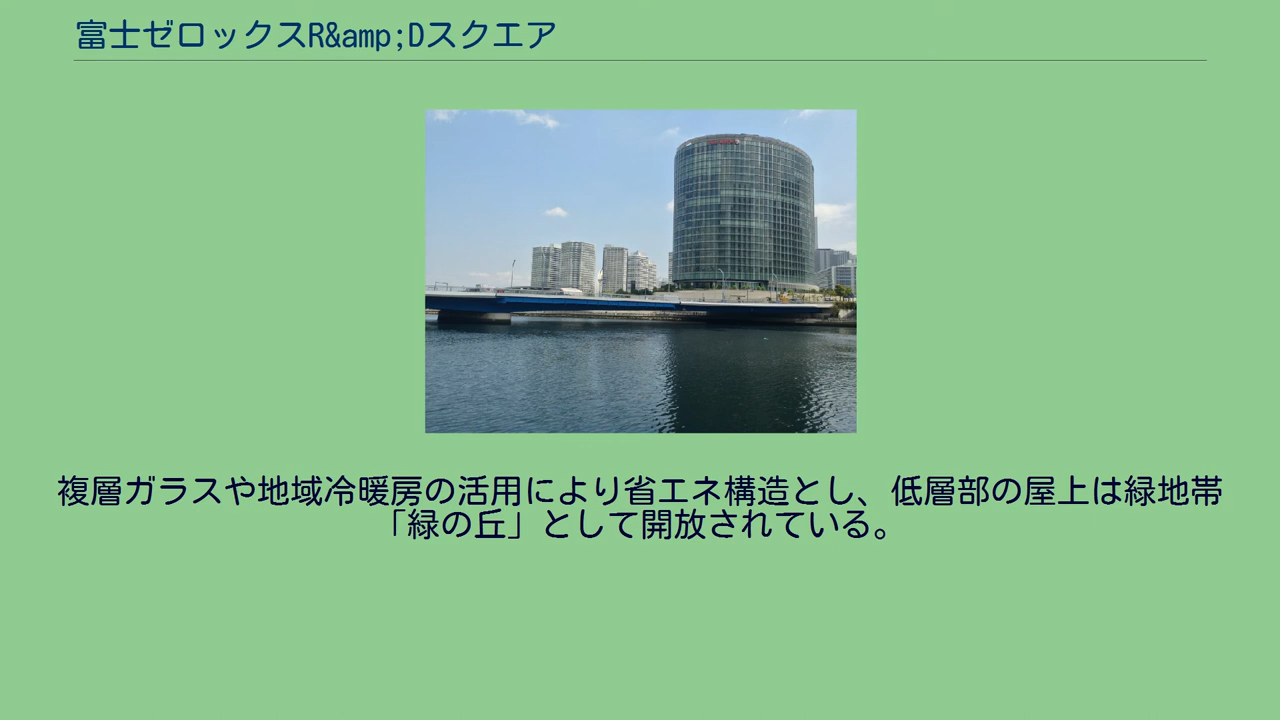 富士ゼロックスR&amp;Dスクエア
複層ガラスや地域冷暖房の活用により省エネ構造とし、低層部の屋上は緑地帯
「緑の丘」として開放されている。